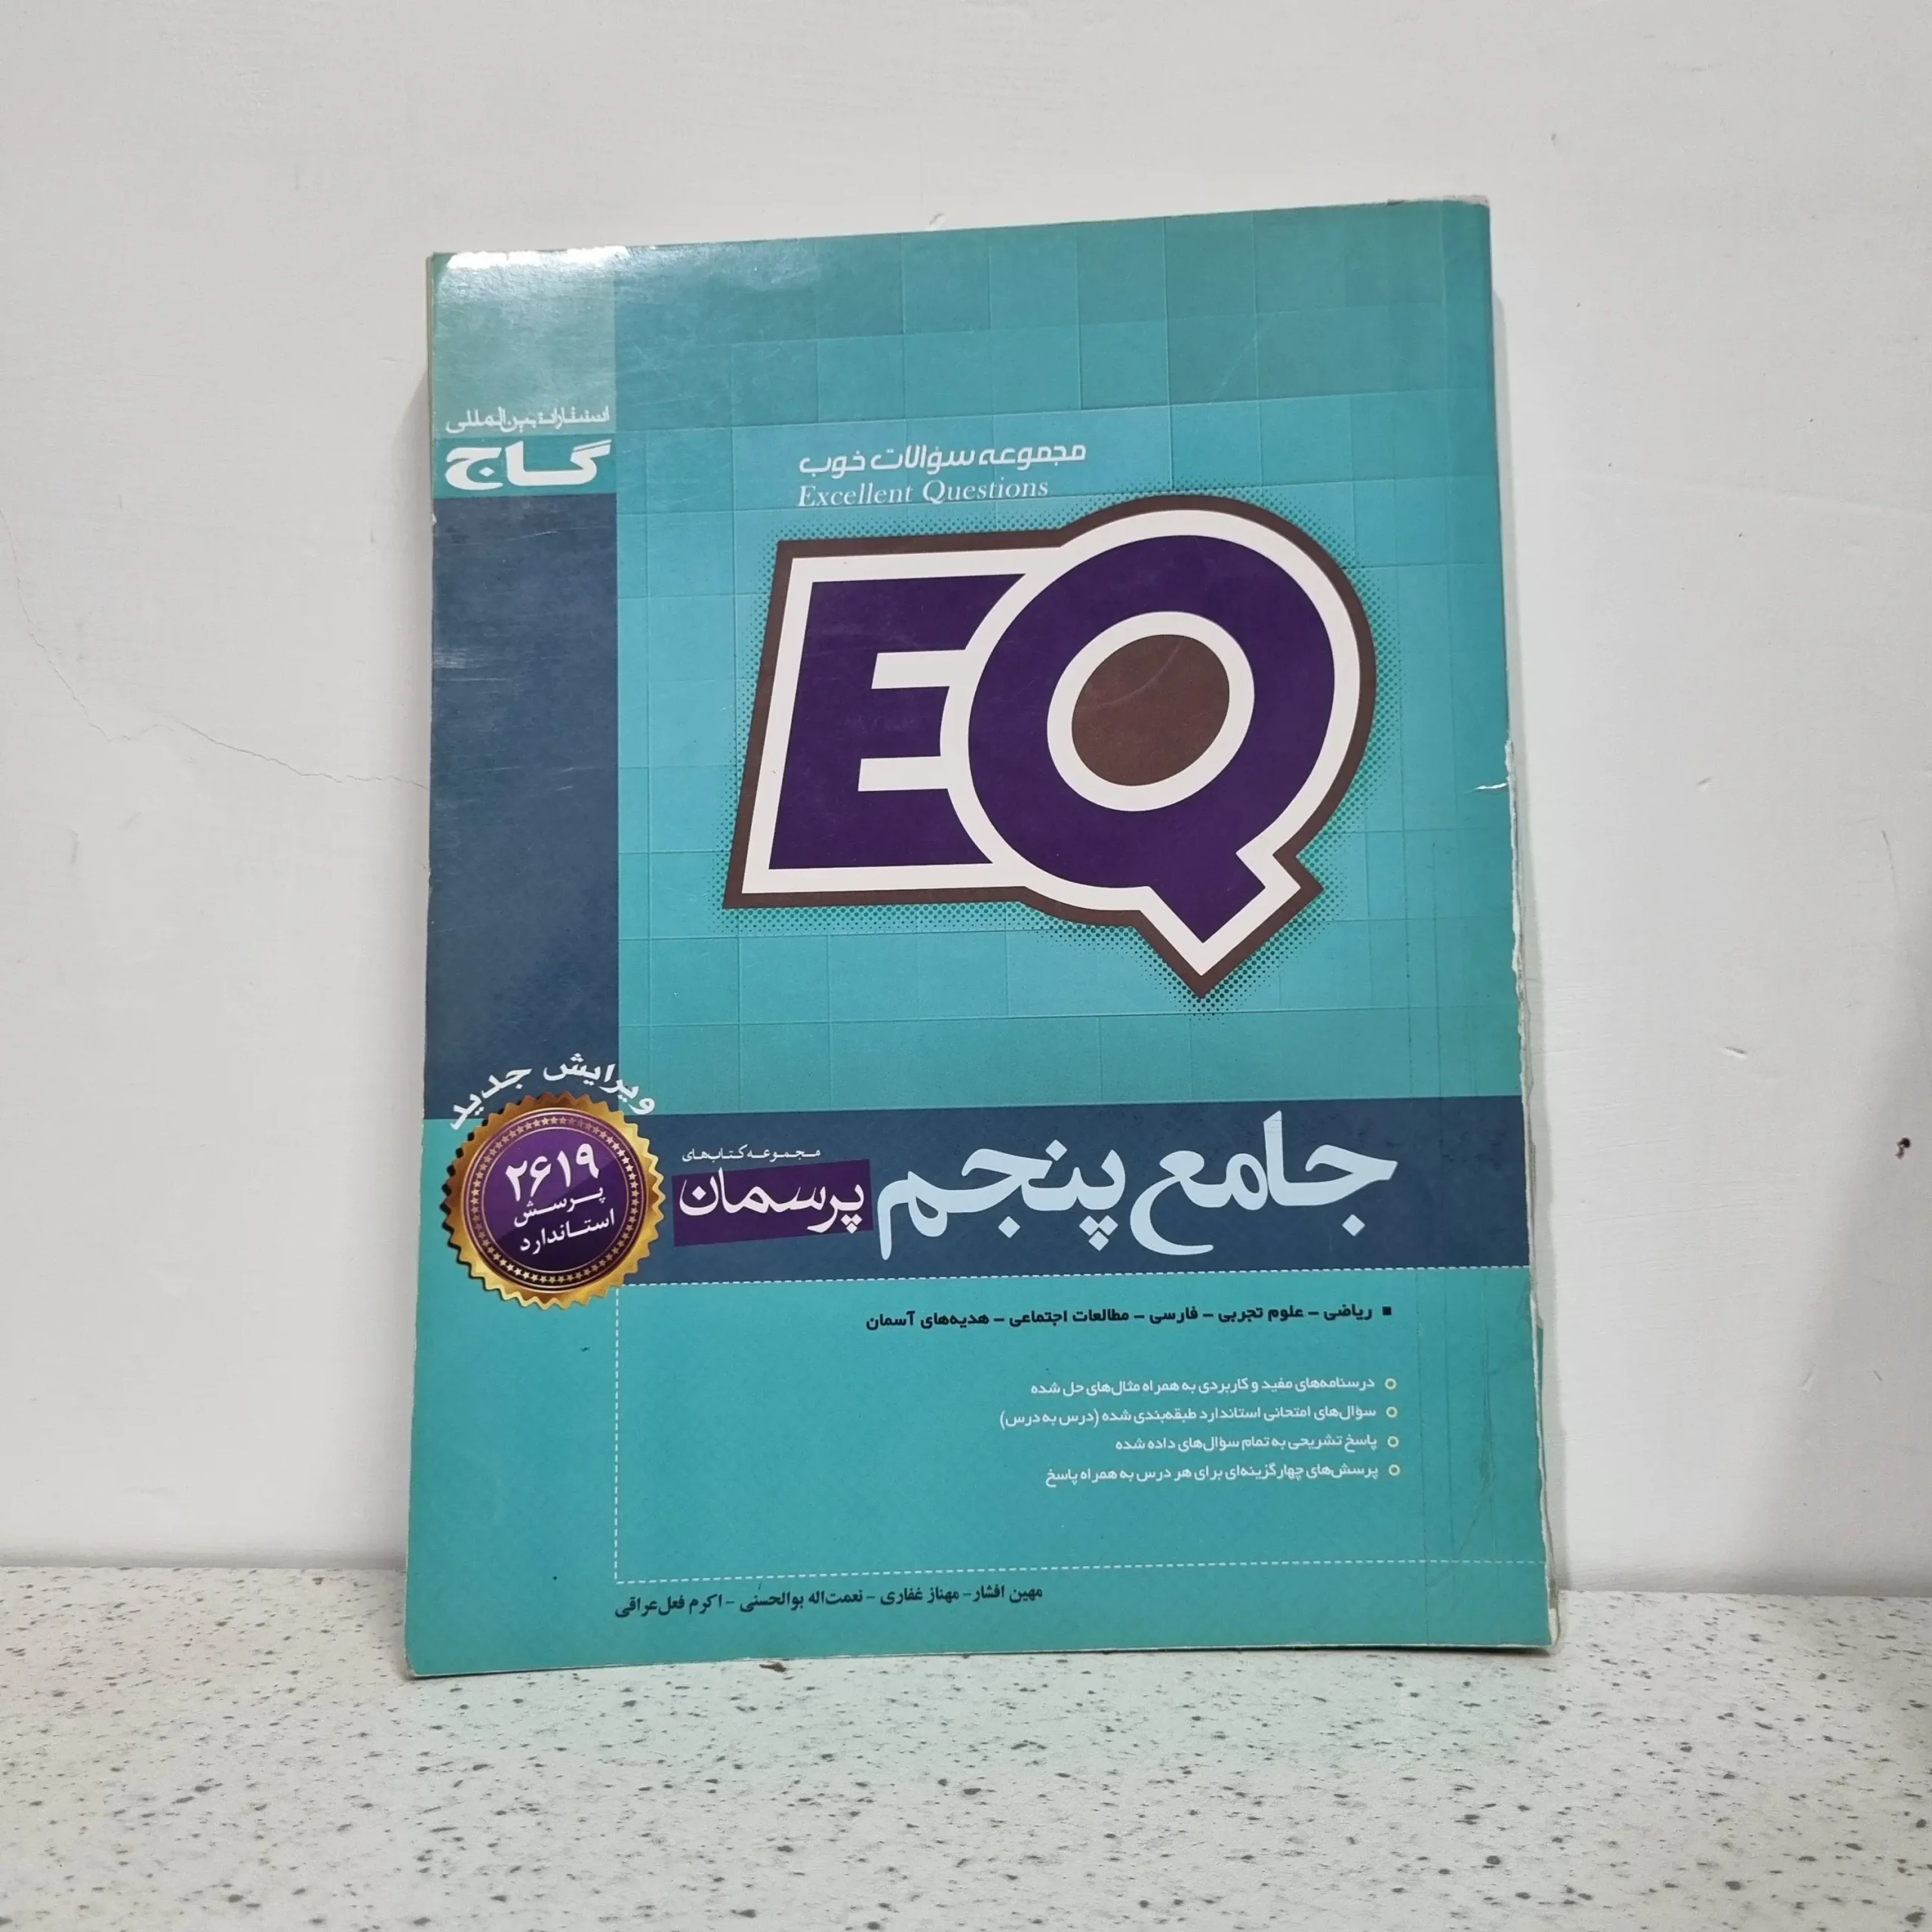 انتشارات بین‌المللی
گاج
مجموعه سؤالات خوب
Excellent Questions
EQ
ویرایش جدید
۲۶۱۹
پرسش
استاندارد
جامع پنجم
مجموعه کتاب‌های
پرسمان
ریاضی - علوم تجربی - فارسی - مطالعات اجتماعی - هدیه‌های آسمان
درسنامه‌های مفید و کاربردی به همراه مثال‌های حل شده
سؤال‌های امتحانی استاندارد طبقه‌بندی شده (درس به درس)
پاسخ تشریحی به تمام سؤال‌های داده شده
پرسش‌های چهارگزینه‌ای برای هر درس به همراه پاسخ
مهین افشار - مهناز غفاری - نعمت‌اله بوالحسنی - اکرم فعل‌عراقی